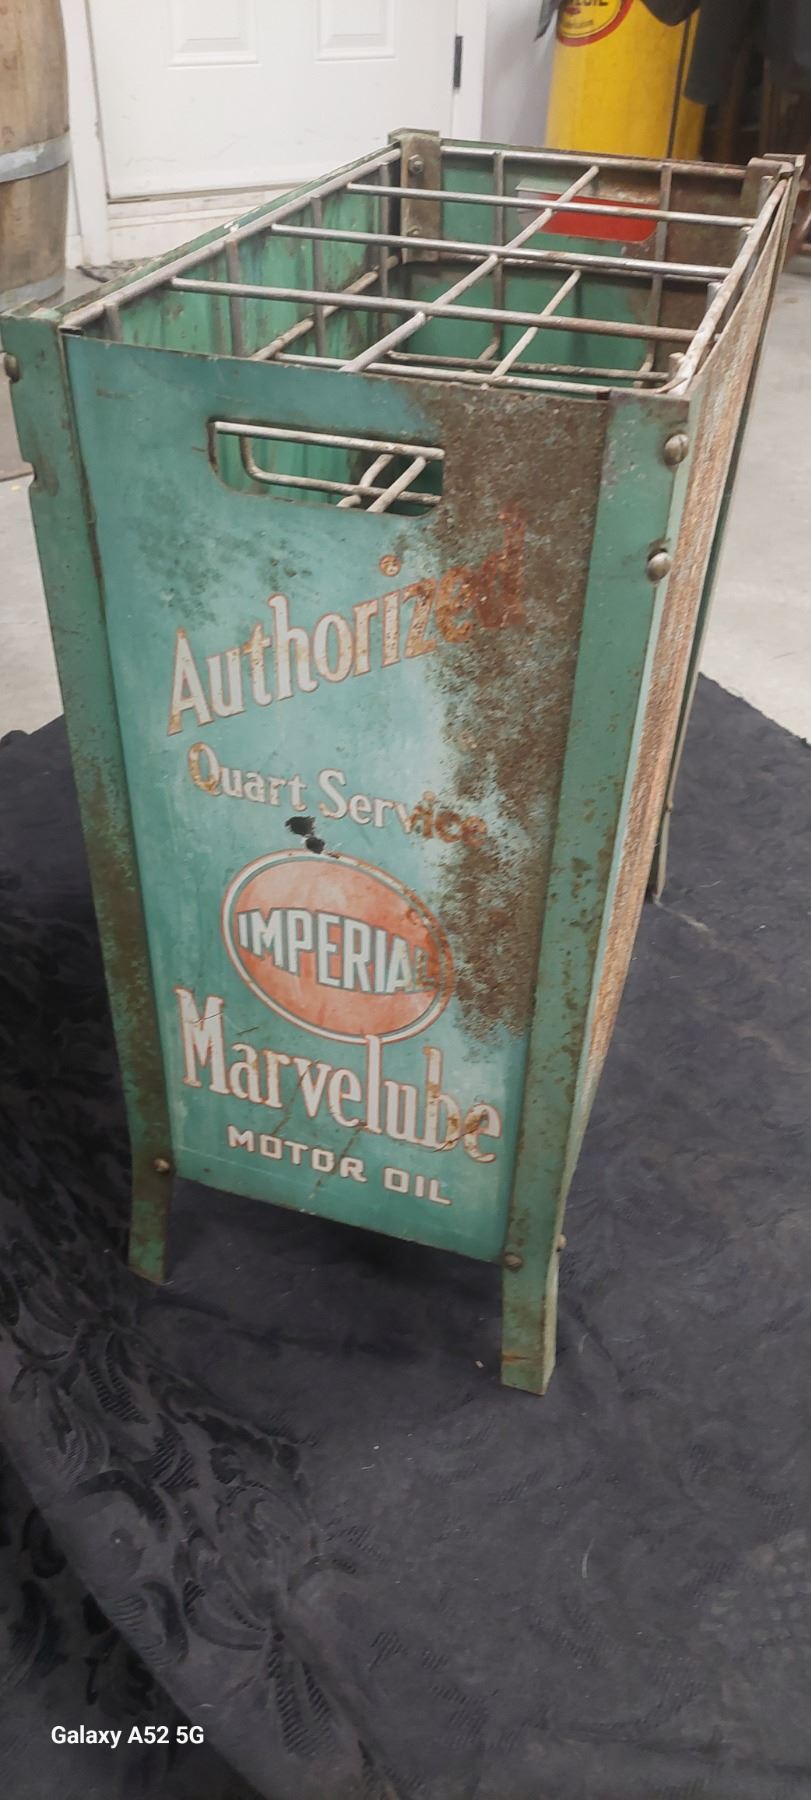 Authorized
Quart Service
IMPERIAL
Marvelube
MOTOR OIL
Galaxy A52 5G